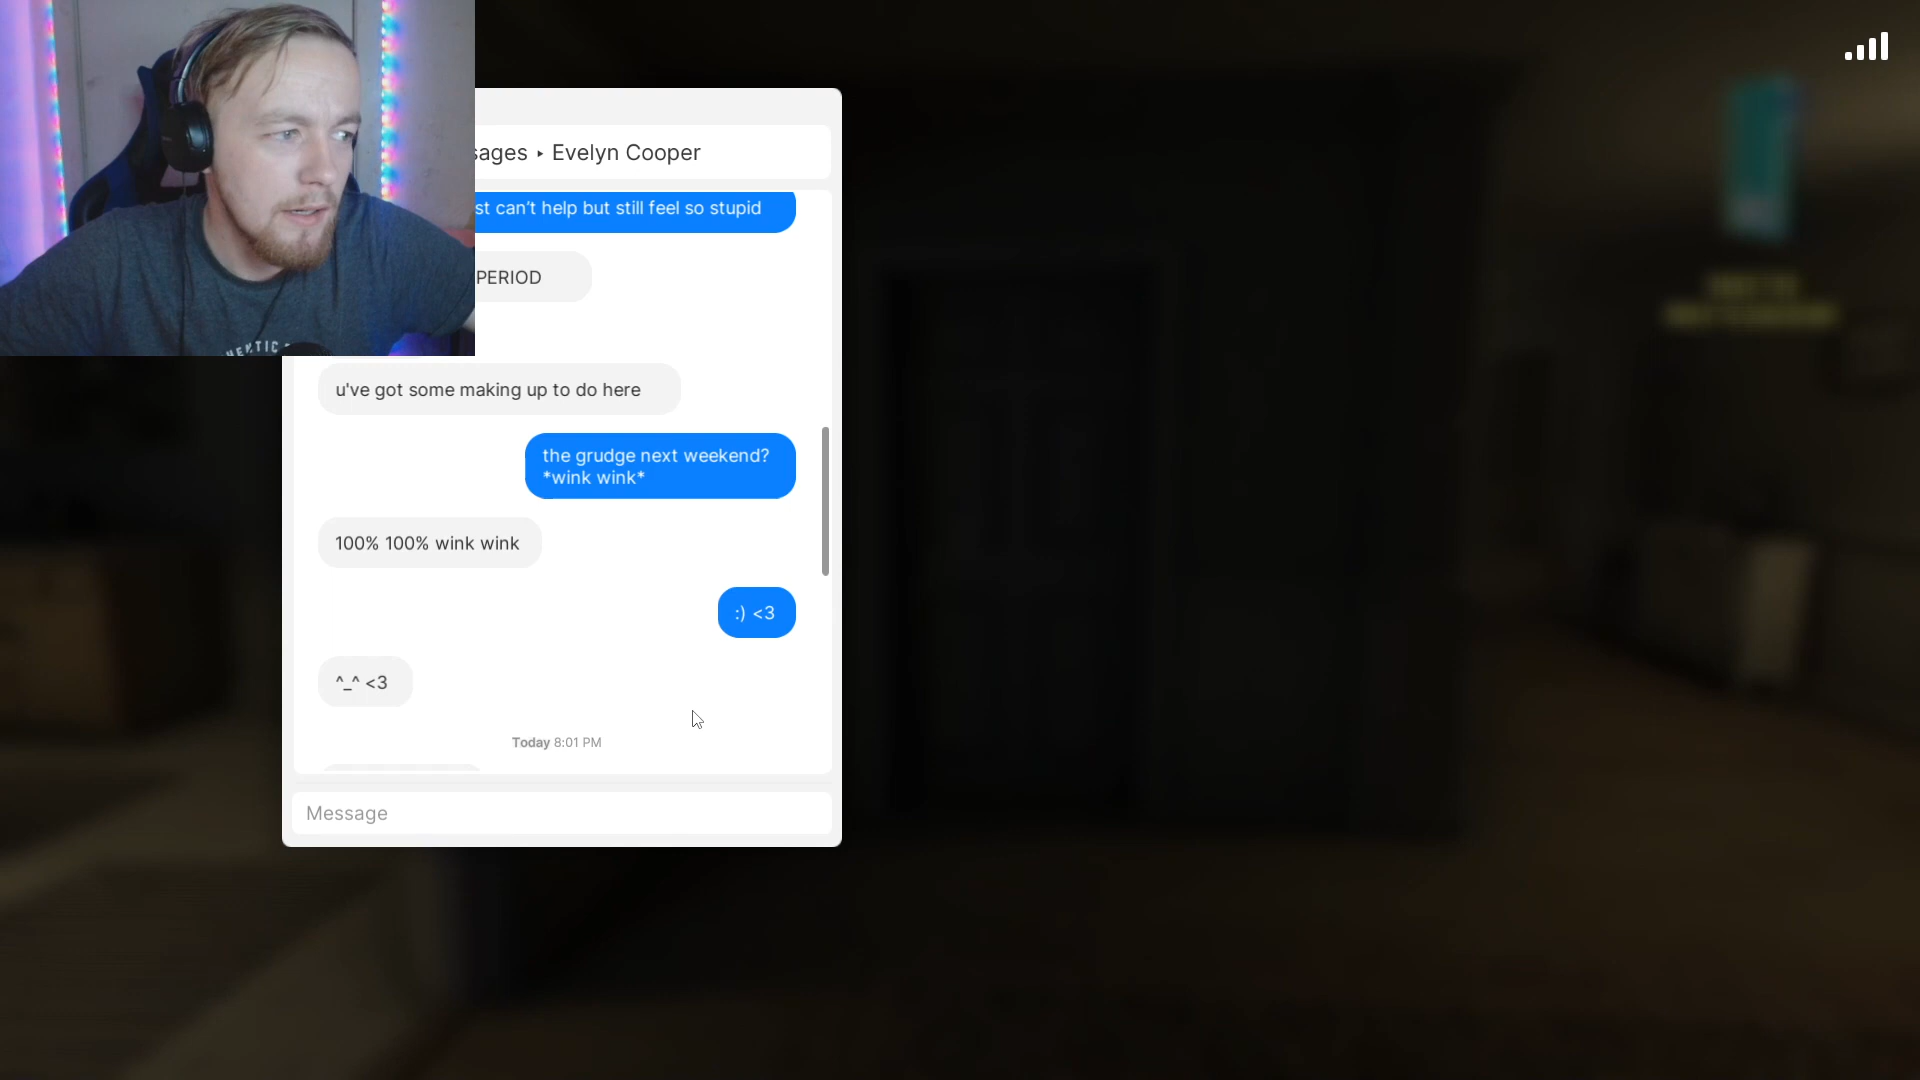 sages ▸ Evelyn Cooper
st can't help but still feel so stupid
PERIOD
u've got some making up to do here
the grudge next weekend?
*wink wink*
100% 100% wink wink
:) <3
^_^ <3
Today 8:01 PM
Message